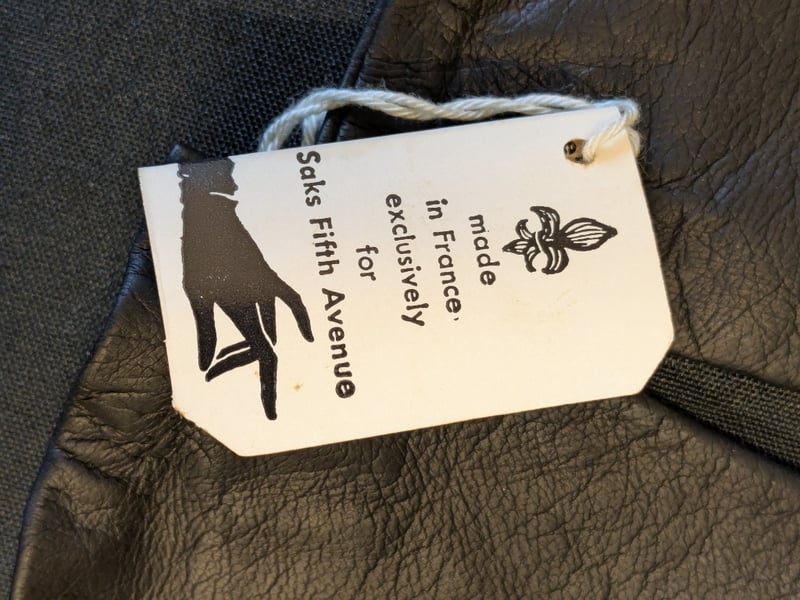 made
in France,
exclusively
for
Saks Fifth Avenue